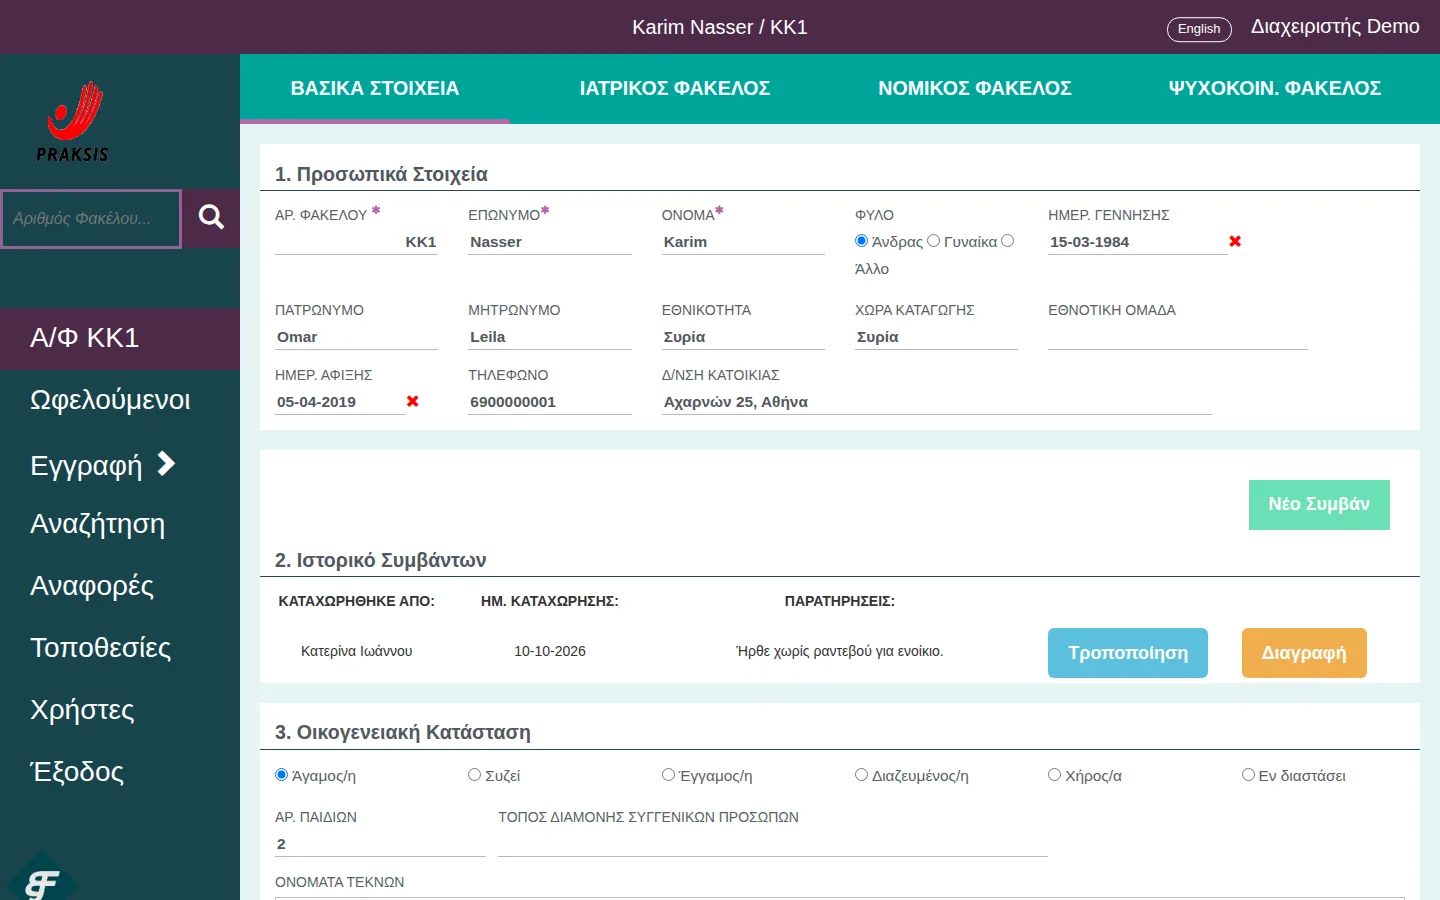 Karim Nasser / KK1
English
Διαχειριστής Demo
PRAKSIS
Αριθμός Φακέλου...
Α/Φ KK1
Ωφελούμενοι
Εγγραφή
Αναζήτηση
Αναφορές
Τοποθεσίες
Χρήστες
Έξοδος
ΒΑΣΙΚΑ ΣΤΟΙΧΕΙΑ ΙΑΤΡΙΚΟΣ ΦΑΚΕΛΟΣ ΝΟΜΙΚΟΣ ΦΑΚΕΛΟΣ ΨΥΧΟΚΟΙΝ. ΦΑΚΕΛΟΣ
1. Προσωπικά Στοιχεία
ΑΡ. ΦΑΚΕΛΟΥ * ΕΠΩΝΥΜΟ* ΟΝΟΜΑ* ΦΥΛΟ ΗΜΕΡ. ΓΕΝΝΗΣΗΣ
KK1 Nasser Karim Άνδρας Γυναίκα 15-03-1984
Άλλο
ΠΑΤΡΩΝΥΜΟ ΜΗΤΡΩΝΥΜΟ ΕΘΝΙΚΟΤΗΤΑ ΧΩΡΑ ΚΑΤΑΓΩΓΗΣ ΕΘΝΟΤΙΚΗ ΟΜΑΔΑ
Omar Leila Συρία Συρία
ΗΜΕΡ. ΑΦΙΞΗΣ ΤΗΛΕΦΩΝΟ Δ/ΝΣΗ ΚΑΤΟΙΚΙΑΣ
05-04-2019 6900000001 Αχαρνών 25, Αθήνα
Νέο Συμβάν
2. Ιστορικό Συμβάντων
ΚΑΤΑΧΩΡΗΘΗΚΕ ΑΠΟ: ΗΜ. ΚΑΤΑΧΩΡΗΣΗΣ: ΠΑΡΑΤΗΡΗΣΕΙΣ:
Κατερίνα Ιωάννου 10-10-2026 Ήρθε χωρίς ραντεβού για ενοίκιο. Τροποποίηση Διαγραφή
3. Οικογενειακή Κατάσταση
Άγαμος/η Συζεί Έγγαμος/η Διαζευμένος/η Χήρος/α Εν διαστάσει
ΑΡ. ΠΑΙΔΙΩΝ ΤΟΠΟΣ ΔΙΑΜΟΝΗΣ ΣΥΓΓΕΝΙΚΩΝ ΠΡΟΣΩΠΩΝ
2
ΟΝΟΜΑΤΑ ΤΕΚΝΩΝ